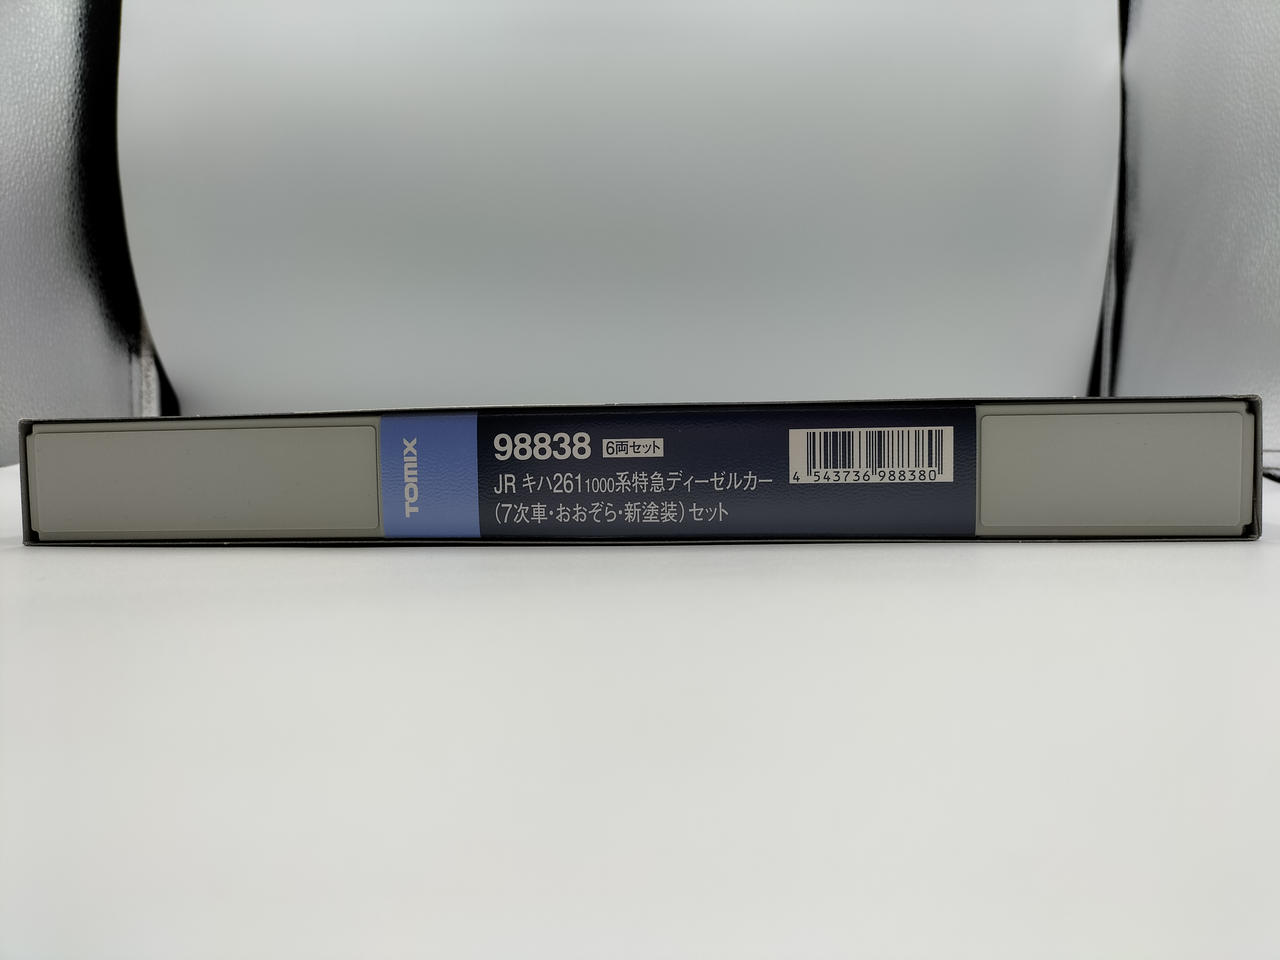 TOMIX
98838 6両セット
JR キハ261 1000系特急ディーゼルカー
(7次車・おおぞら・新塗装)セット
4 543736 988380